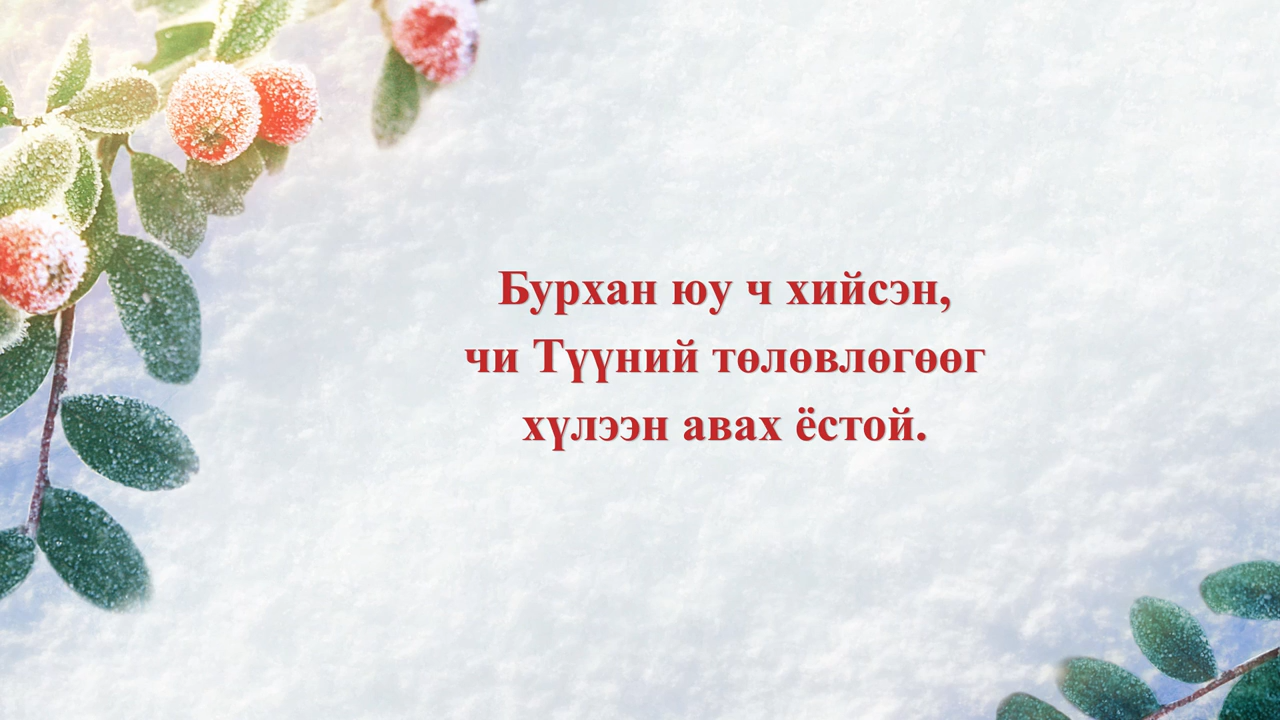 Бурхан юу ч хийсэн,
чи Түүний төлөвлөгөөг
хүлээн авах ёстой.